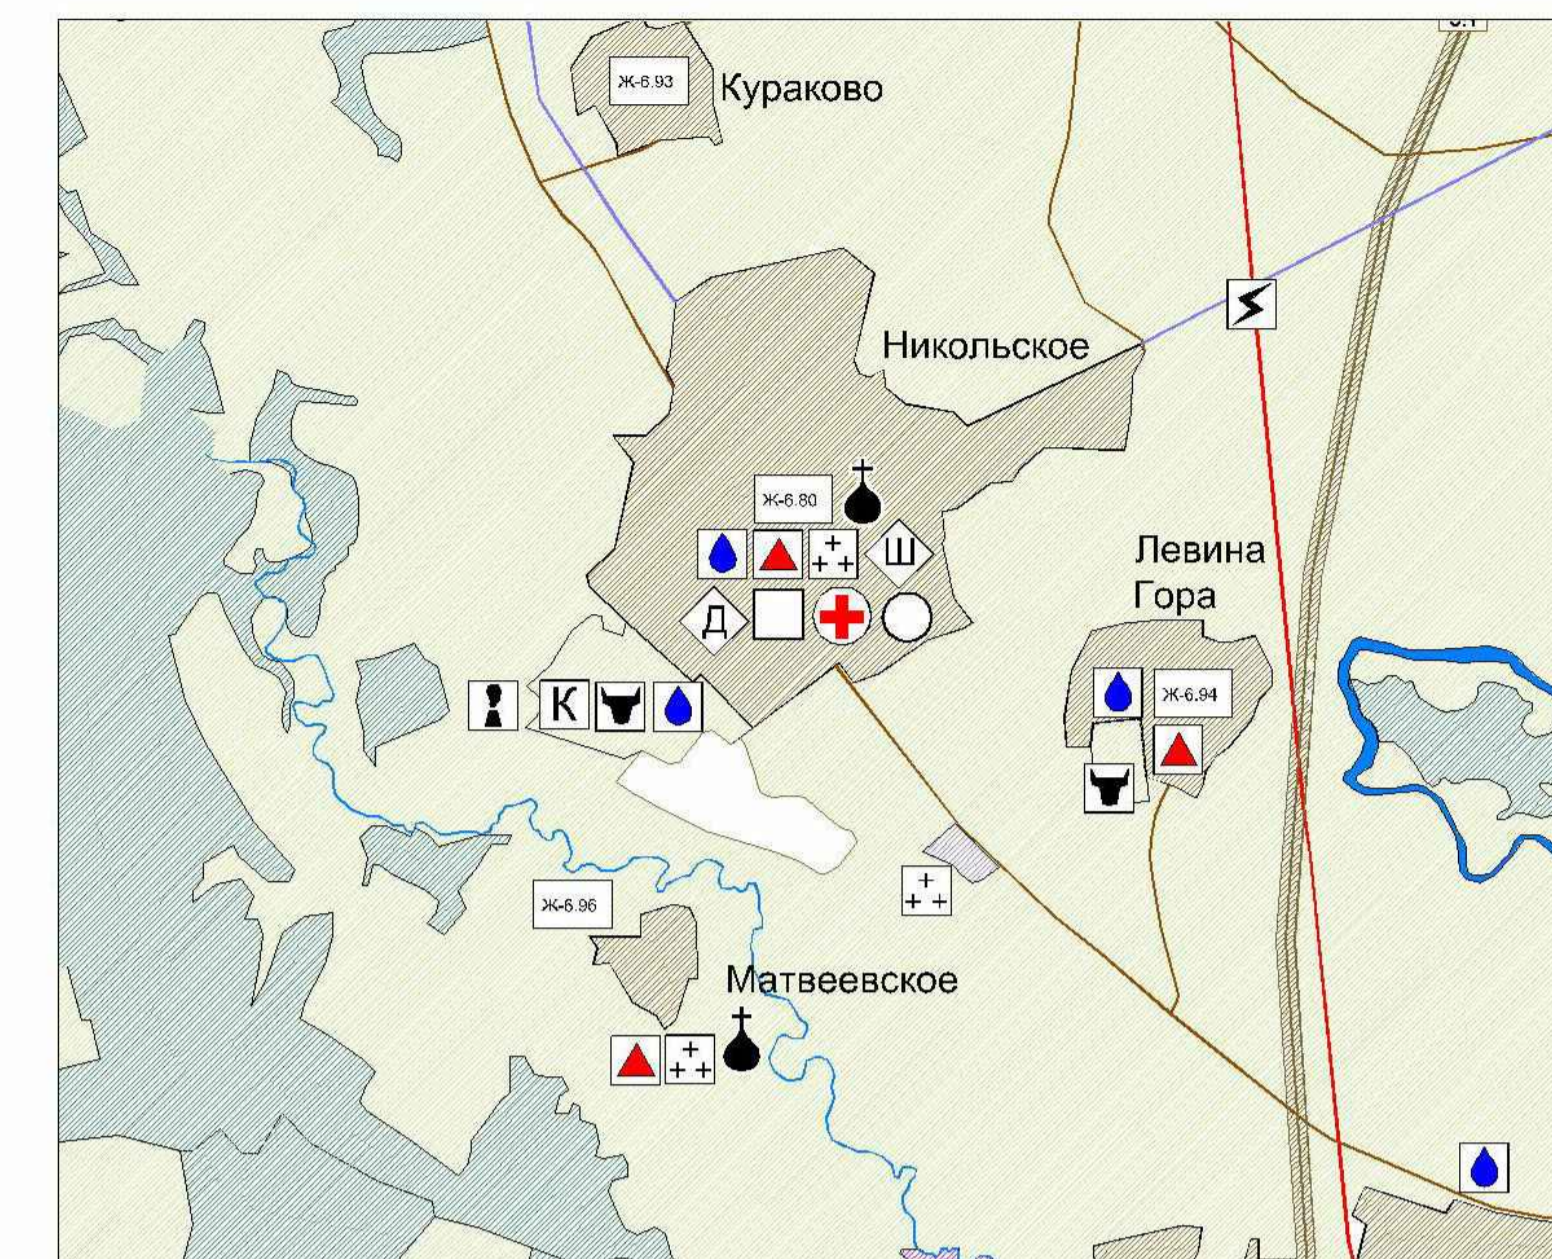 Ж-6.93
Кураково
Никольское
Ж-6.80
Ш
Д
Левина
Гора
К
Ж-6.94
Ж-6.96
Матвеевское